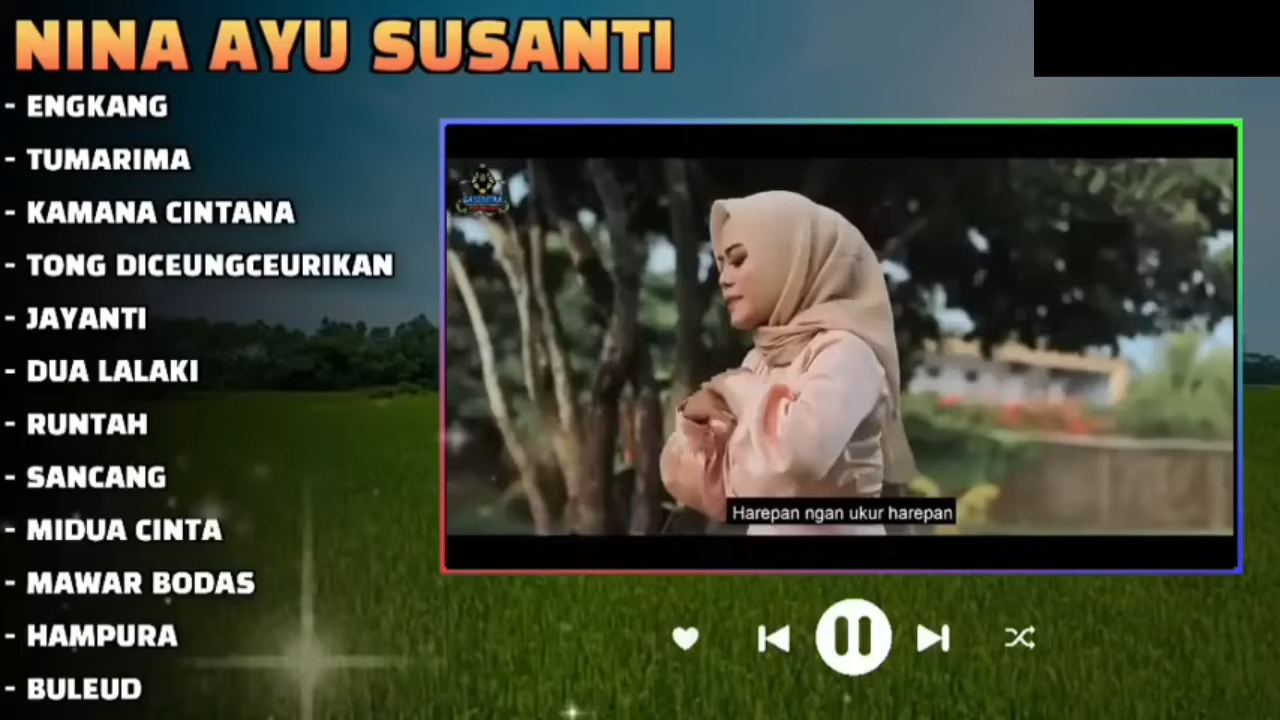 NINA AYU SUSANTI
- ENGKANG
- TUMARIMA
- KAMANA CINTANA
- TONG DICEUNGCEURIKAN
- JAYANTI
- DUA LALAKI
- RUNTAH
- SANCANG
- MIDUA CINTA
- MAWAR BODAS
- HAMPURA
- BULEUD
GASENTRA
Harepan ngan ukur harepan